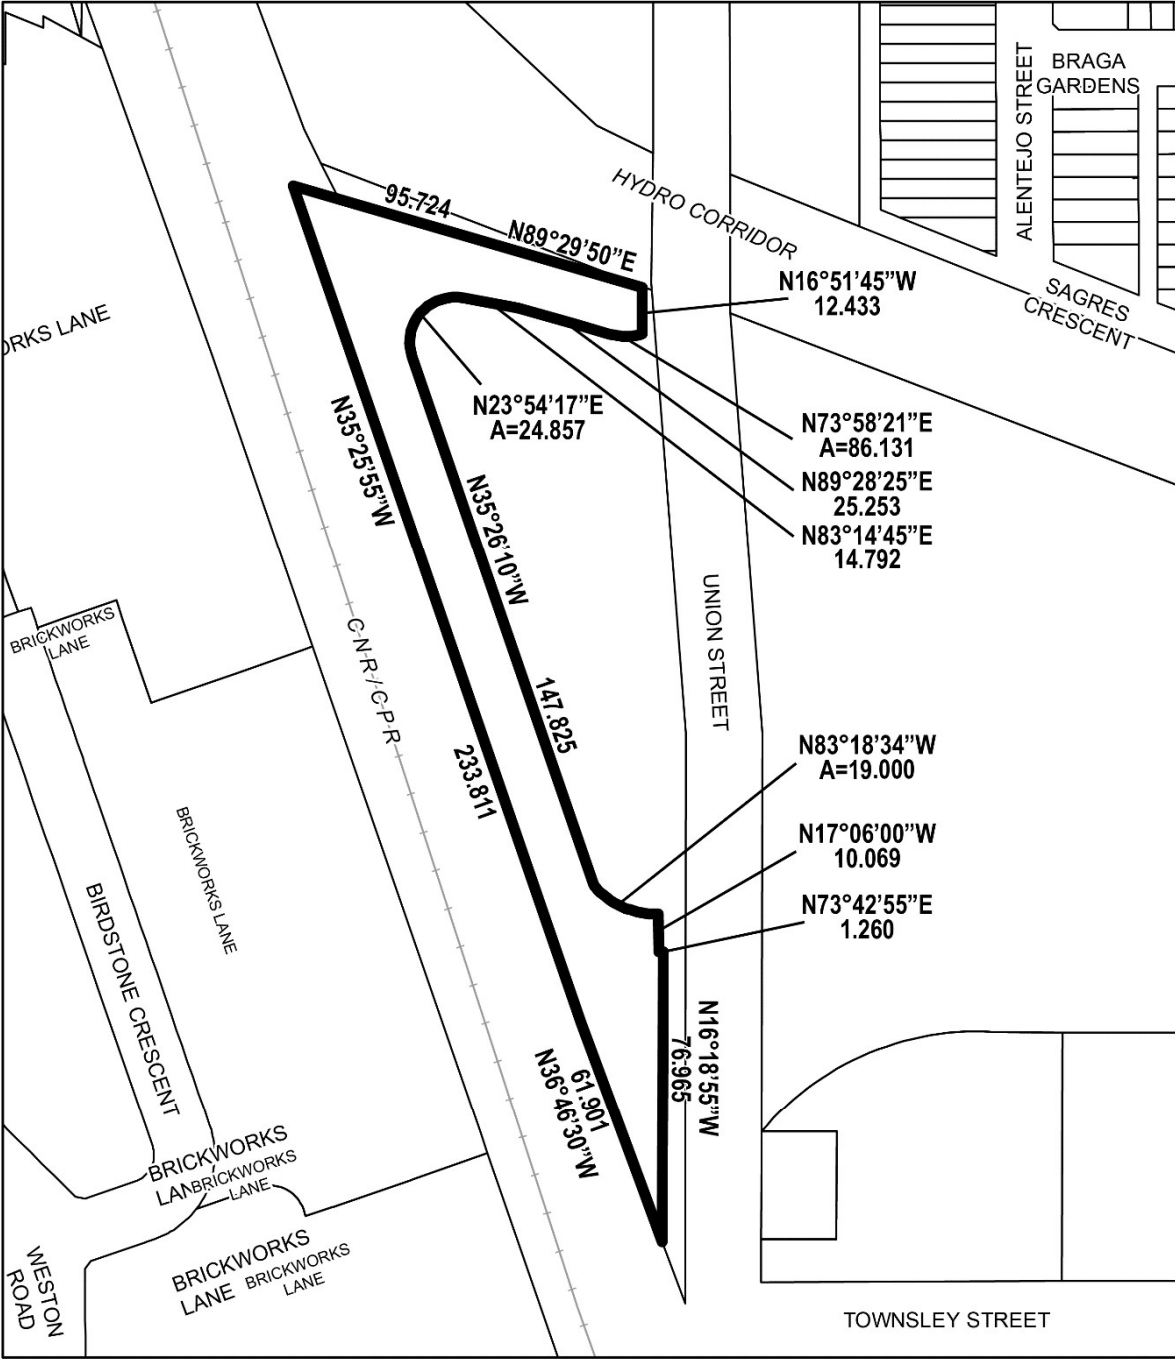 BRAGA
GARDENS
ALENTEJO STREET
HYDRO CORRIDOR
SAGRES
CRESCENT
95.724
N89°29'50”E
N16°51'45”W
12.433
ORKS LANE
N23°54'17”E
A=24.857
N73°58'21”E
A=86.131
N89°28'25”E
25.253
N83°14'45”E
14.792
N35°25'55”W
N35°26'10”W
UNION STREET
BRICKWORKS
LANE
C-N-R-/-C-P-R
147.825
233.811
N83°18'34”W
A=19.000
N17°06'00”W
10.069
N73°42'55”E
1.260
BRICKWORKS LANE
BIRDSTONE CRESCENT
N16°18'55”W
76.965
61.901
N36°46'30”W
BRICKWORKS
LAN
BRICKWORKS
LANE
BRICKWORKS
LANE
BRICKWORKS
LANE
WESTON
ROAD
TOWNSLEY STREET